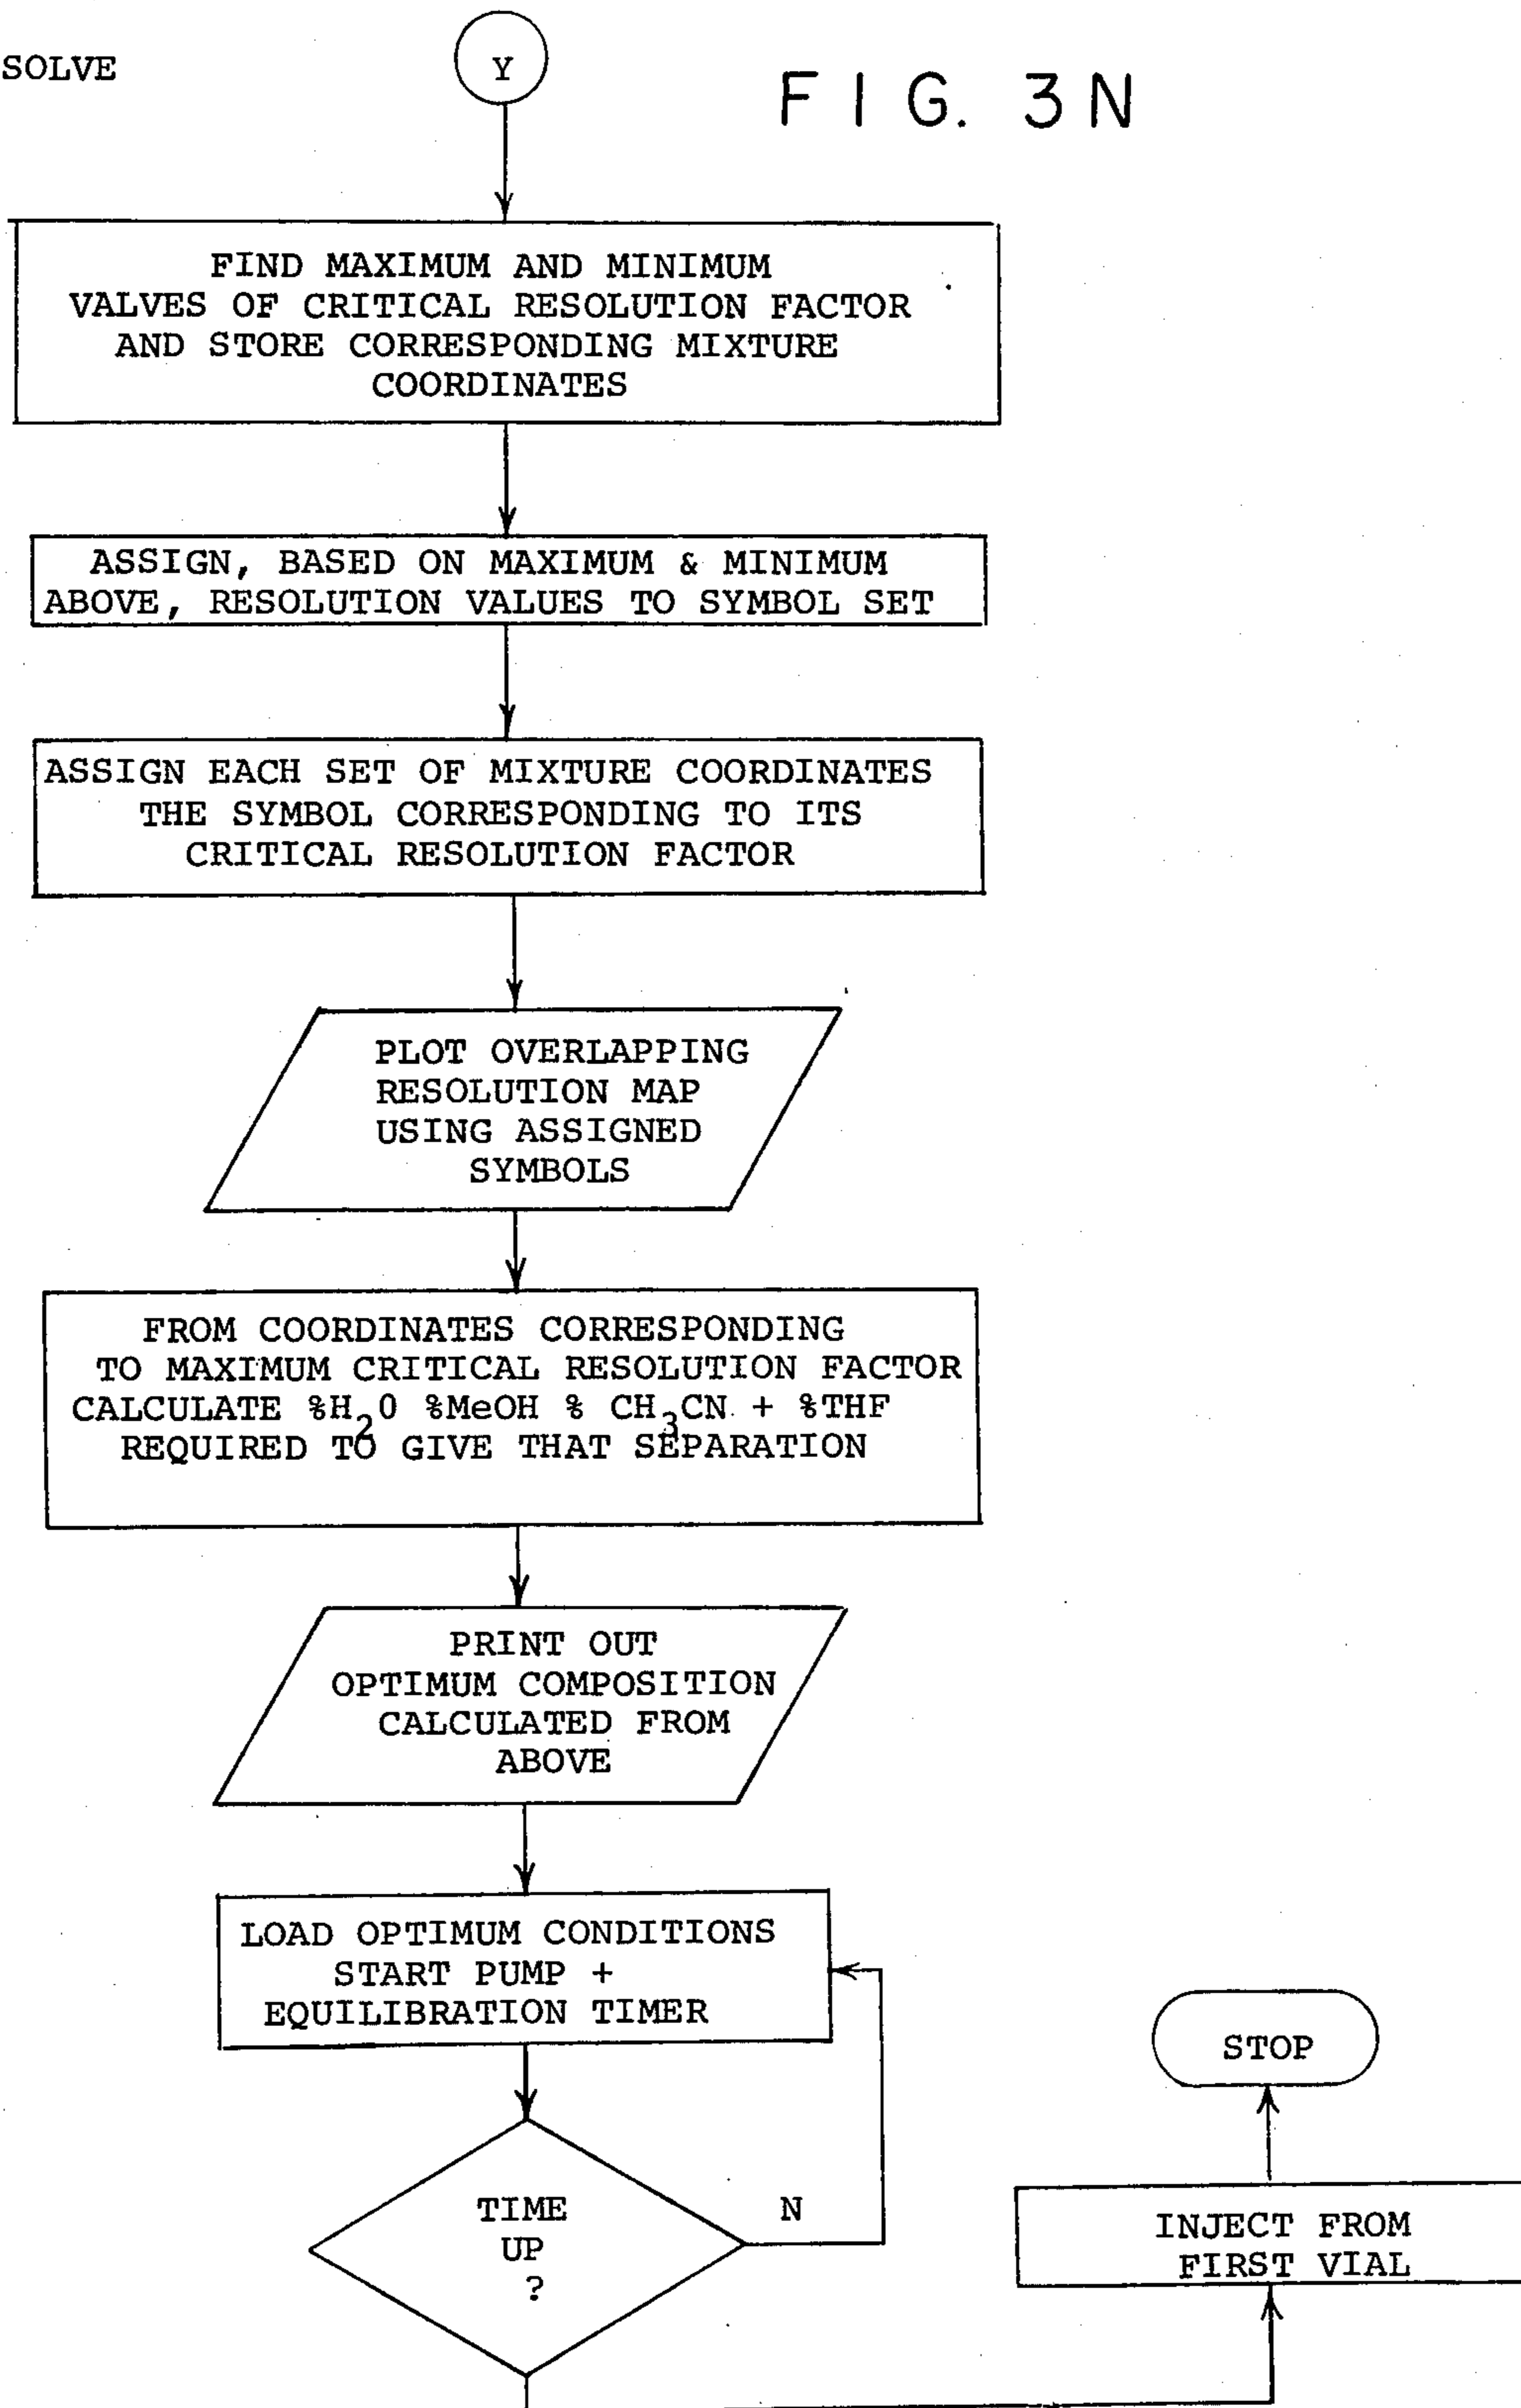 SOLVE
Y
FIG. 3N
FIND MAXIMUM AND MINIMUM
VALVES OF CRITICAL RESOLUTION FACTOR
AND STORE CORRESPONDING MIXTURE
COORDINATES
ASSIGN, BASED ON MAXIMUM & MINIMUM
ABOVE, RESOLUTION VALUES TO SYMBOL SET
ASSIGN EACH SET OF MIXTURE COORDINATES
THE SYMBOL CORRESPONDING TO ITS
CRITICAL RESOLUTION FACTOR
PLOT OVERLAPPING
RESOLUTION MAP
USING ASSIGNED
SYMBOLS
FROM COORDINATES CORRESPONDING
TO MAXIMUM CRITICAL RESOLUTION FACTOR
CALCULATE %H2O %MeOH % CH3CN + %THF
REQUIRED TO GIVE THAT SEPARATION
PRINT OUT
OPTIMUM COMPOSITION
CALCULATED FROM
ABOVE
LOAD OPTIMUM CONDITIONS
START PUMP +
EQUILIBRATION TIMER
TIME
UP
?
N
STOP
INJECT FROM
FIRST VIAL